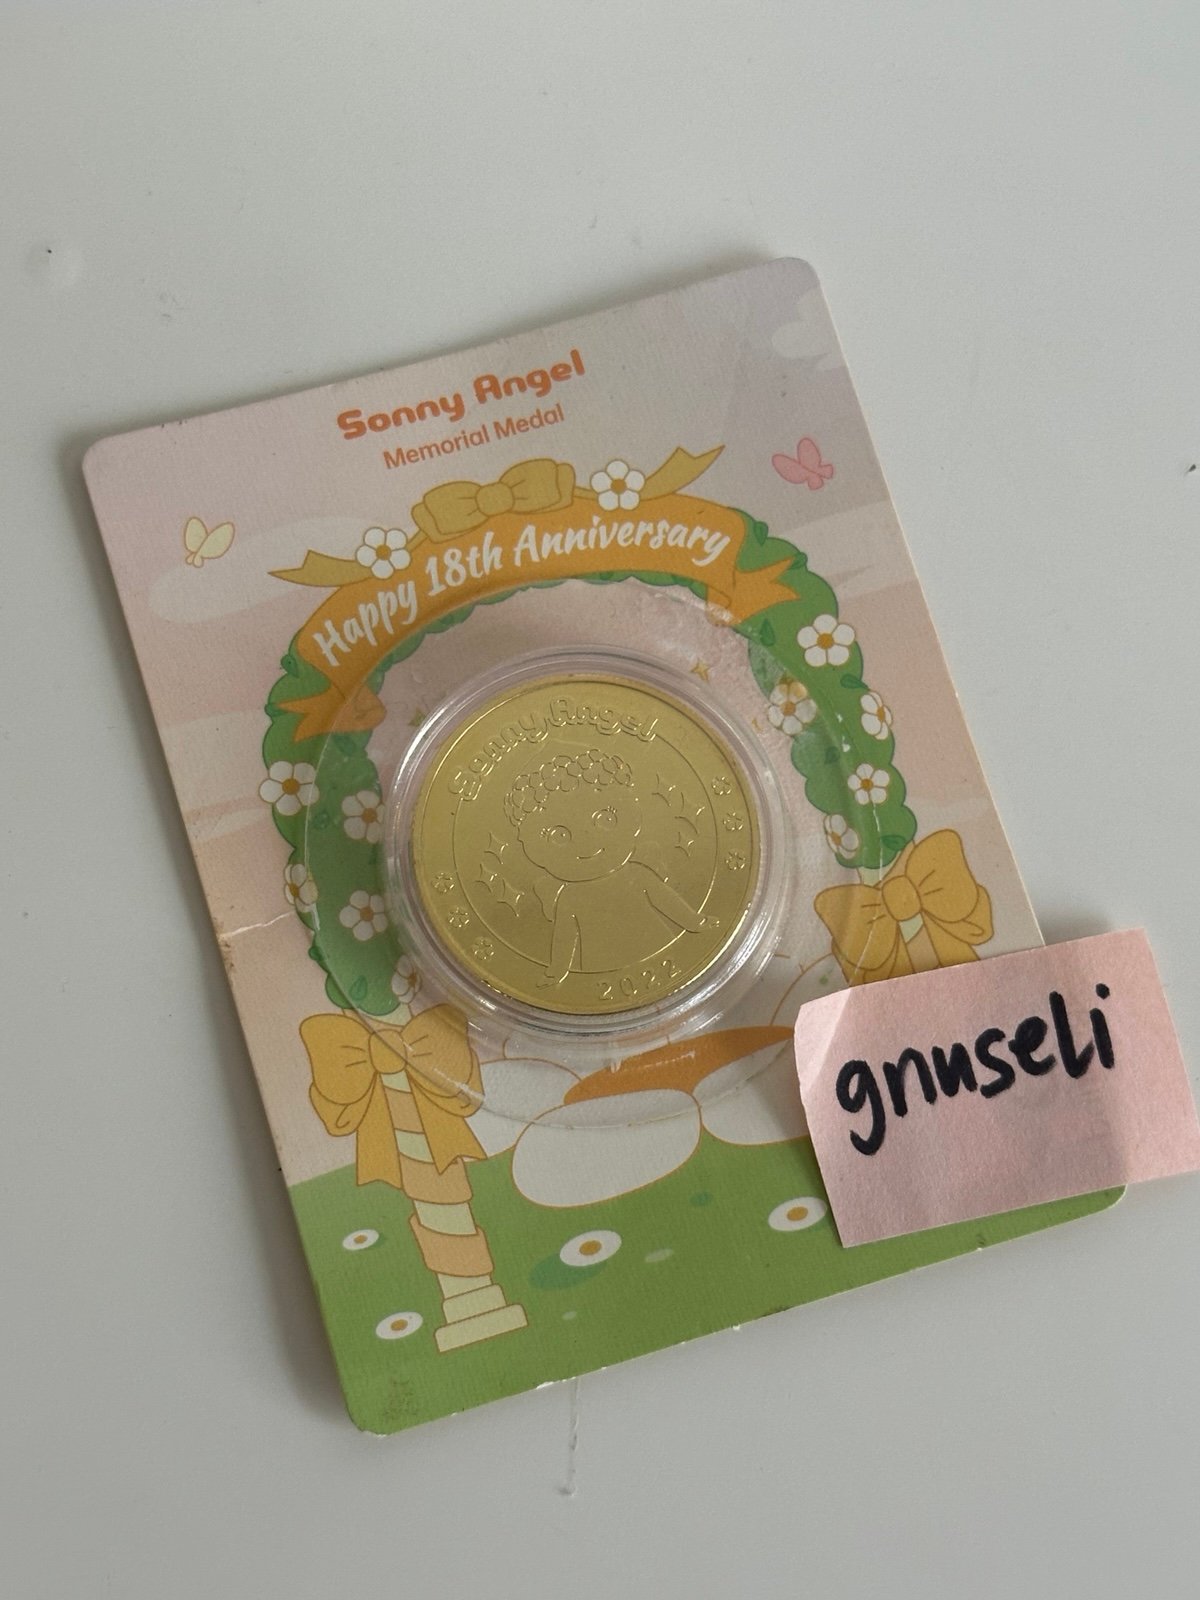 Sonny Angel
Memorial Medal
Happy 18th Anniversary
Sonny Angel
2022
gnuseli